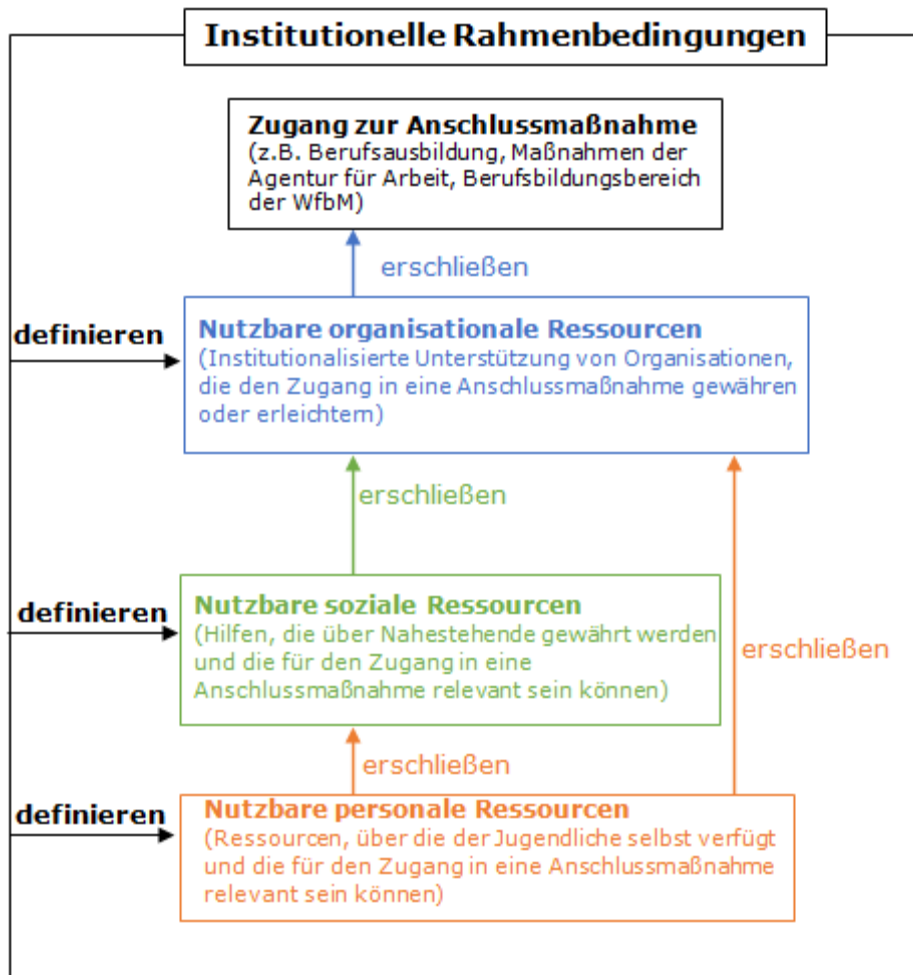 Institutionelle Rahmenbedingungen
Zugang zur Anschlussmaßnahme
(z.B. Berufsausbildung, Maßnahmen der
Agentur für Arbeit, Berufsbildungsbereich
der WfbM)
erschließen
definieren
Nutzbare organisationale Ressourcen
(Institutionalisierte Unterstützung von Organisationen,
die den Zugang in eine Anschlussmaßnahme gewähren
oder erleichtern)
erschließen
definieren
Nutzbare soziale Ressourcen
(Hilfen, die über Nahestehende gewährt werden
und die für den Zugang in eine
Anschlussmaßnahme relevant sein können)
erschließen
erschließen
definieren
Nutzbare personale Ressourcen
(Ressourcen, über die der Jugendliche selbst verfügt
und die für den Zugang in eine Anschlussmaßnahme
relevant sein können)